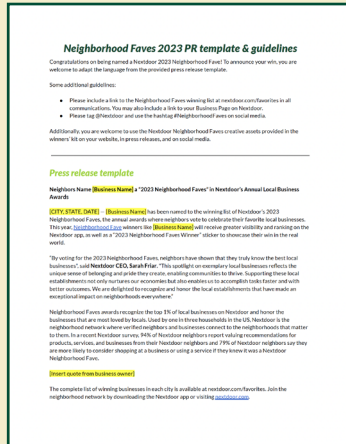 Neighborhood Faves 2023 PR template & guidelines
Congratulations on being named a Nextdoor 2023 Neighborhood Fave! To announce your win, you are
welcome to adapt the language from the provided press release template.
Some additional guidelines:
● Please include a link to the Neighborhood Faves winning list at nextdoor.com/favorites in all
communications. You may also include a link to your Business Page on Nextdoor.
● Please tag @Nextdoor and use the hashtag #NeighborhoodFaves on social media.
Additionally, you are welcome to use the Neighborhood Faves creative assets provided in the
winners' kit on your website, in press releases, and on social media.
Press release template
Neighbors Name [Business Name] a "2023 Neighborhood Faves" in Nextdoor's Annual Local Business
Awards
[CITY, STATE, DATE] – [Business Name] has been named to the winning list of Nextdoor's 2023
Neighborhood Faves, the annual awards where neighbors vote to celebrate their favorite local businesses.
This year, Neighborhood Fave winners like [Business Name] will receive greater visibility and ranking on the
Nextdoor app, as well as a "2023 Neighborhood Faves Winner" sticker to showcase their win in the real
world.
"By voting for the 2023 Neighborhood Faves, neighbors have shown that they truly know the best local
businesses", said Nextdoor CEO, Sarah Friar. "This spotlight on exemplary local businesses reflects the
unique sense of belonging and pride they create, enabling communities to thrive. Supporting these local
establishments not only nurtures our economies but also enables us to accomplish tasks faster and with
better outcomes. We are delighted to recognize and honor the local establishments that have made an
exceptional impact on neighborhoods everywhere."
Neighborhood Faves awards recognize the top 1% of local businesses on Nextdoor and honor the
businesses that are most loved by locals. Used by one in three households in the US, Nextdoor is the
neighborhood network where verified neighbors and businesses connect to the neighborhoods that matter
to them. In a recent Nextdoor survey, 94% of Neighbors report valuing recommendations for
products, services, and businesses from their Nextdoor neighbors and 79% of Nextdoor neighbors say they
are more likely to consider shopping at a business or using a service if they knew it was a Nextdoor
Neighborhood Fave.
[Insert quote from business owner]
The complete list of winning businesses in each city is available at nextdoor.com/favorites. Join the
neighborhood network by downloading the Nextdoor app or visiting nextdoor.com.